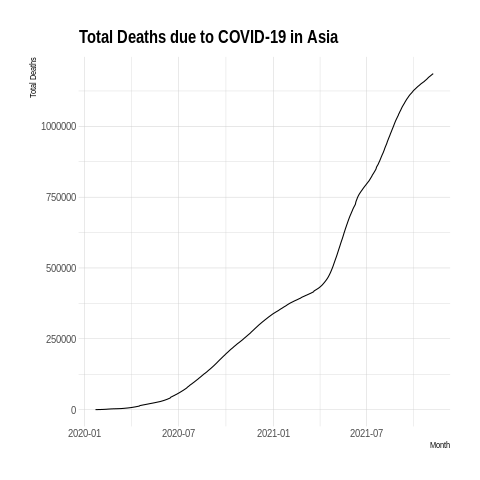 Total Deaths due to COVID-19 in Asia
Total Deaths
1000000
750000
500000
250000
0
2020-01 2020-07 2021-01 2021-07
Month